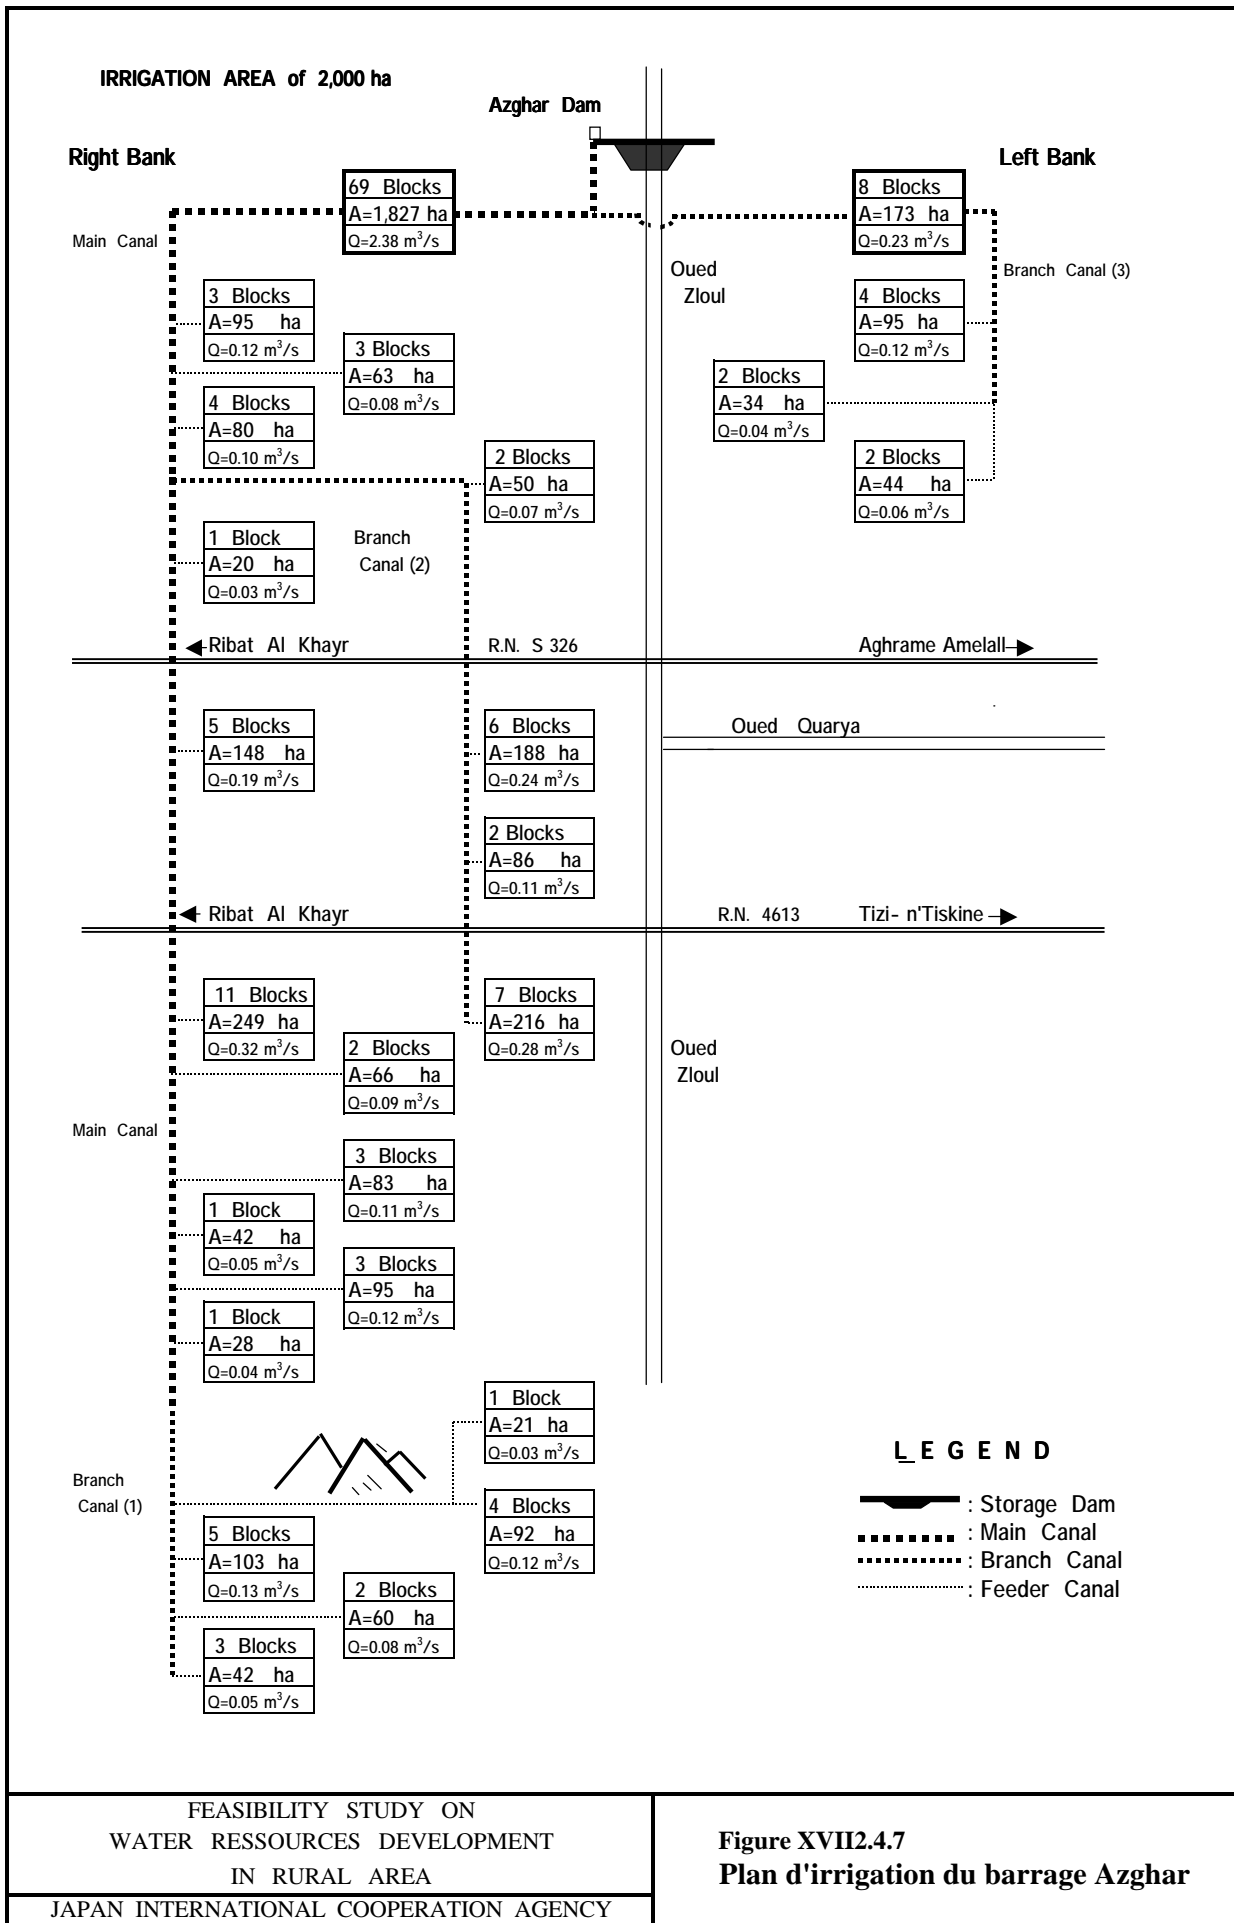 IRRIGATION AREA of 2,000 ha
Azghar Dam
Right Bank
Left Bank
69 Blocks
A=1,827 ha
Q=2.38 m³/s
8 Blocks
A=173 ha
Q=0.23 m³/s
Main Canal
Oued
Zloul
Branch Canal (3)
3 Blocks
A=95 ha
Q=0.12 m³/s
4 Blocks
A=95 ha
Q=0.12 m³/s
3 Blocks
A=63 ha
Q=0.08 m³/s
2 Blocks
A=34 ha
Q=0.04 m³/s
4 Blocks
A=80 ha
Q=0.10 m³/s
2 Blocks
A=50 ha
Q=0.07 m³/s
2 Blocks
A=44 ha
Q=0.06 m³/s
1 Block
A=20 ha
Q=0.03 m³/s
Branch
Canal (2)
Ribat Al Khayr
R.N. S 326
Aghrame Amelall
5 Blocks
A=148 ha
Q=0.19 m³/s
6 Blocks
A=188 ha
Q=0.24 m³/s
Oued Quarya
2 Blocks
A=86 ha
Q=0.11 m³/s
Ribat Al Khayr
R.N. 4613
Tizi- n'Tiskine
11 Blocks
A=249 ha
Q=0.32 m³/s
7 Blocks
A=216 ha
Q=0.28 m³/s
2 Blocks
A=66 ha
Q=0.09 m³/s
Oued
Zloul
Main Canal
3 Blocks
A=83 ha
Q=0.11 m³/s
1 Block
A=42 ha
Q=0.05 m³/s
3 Blocks
A=95 ha
Q=0.12 m³/s
1 Block
A=28 ha
Q=0.04 m³/s
1 Block
A=21 ha
Q=0.03 m³/s
Branch
Canal (1)
4 Blocks
A=92 ha
Q=0.12 m³/s
5 Blocks
A=103 ha
Q=0.13 m³/s
2 Blocks
A=60 ha
Q=0.08 m³/s
3 Blocks
A=42 ha
Q=0.05 m³/s
LEGEND
: Storage Dam
: Main Canal
: Branch Canal
: Feeder Canal
FEASIBILITY STUDY ON
WATER RESSOURCES DEVELOPMENT
IN RURAL AREA
JAPAN INTERNATIONAL COOPERATION AGENCY
Figure XVII2.4.7
Plan d'irrigation du barrage Azghar